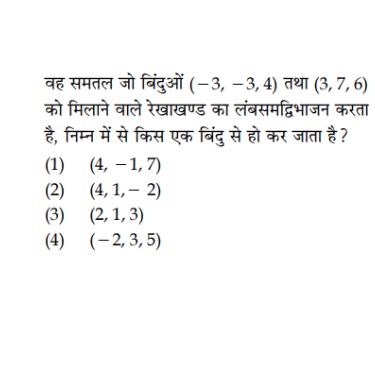 वह समतल जो बिंदुओं (−3, −3, 4) तथा (3, 7, 6)
को मिलाने वाले रेखाखण्ड का लंबसमद्विभाजन करता
है, निम्न में से किस एक बिंदु से हो कर जाता है?
(1) (4, −1, 7)
(2) (4, 1, − 2)
(3) (2, 1, 3)
(4) (−2, 3, 5)